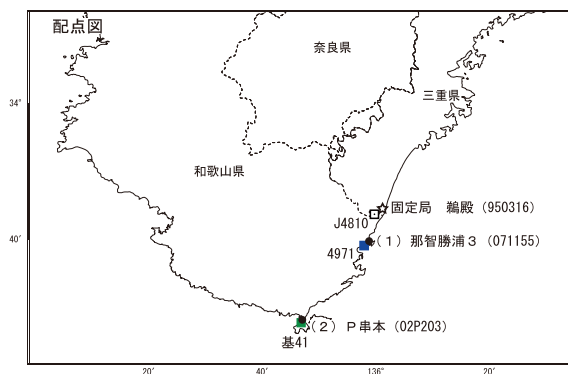 配点図
奈良県
34°
三重県
和歌山県
固定局 鵜殿 (950316)
J4810
40′
(1) 那智勝浦3 (071155)
4971
(2) P串本 (02P203)
基41
20′
40′
136°
20′